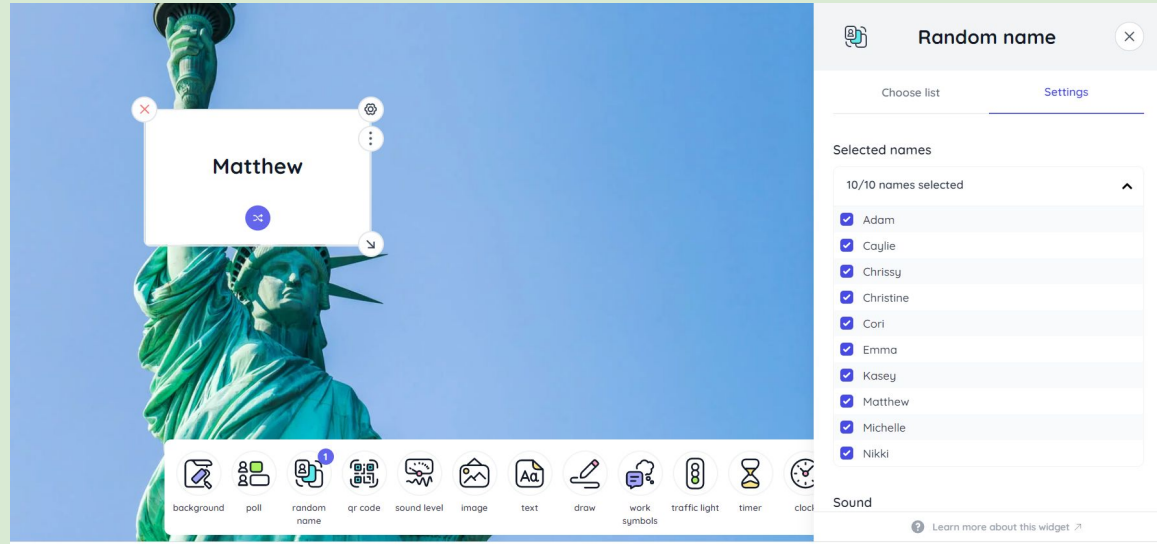 Matthew
background
poll
1
random
name
qr code
sound level
image
text
draw
work
symbols
traffic light
timer
Random name
Choose list
Settings
Selected names
10/10 names selected
Adam
Caylie
Chrissy
Christine
Cori
Emma
Kasey
Matthew
Michelle
Nikki
Sound
Learn more about this widget